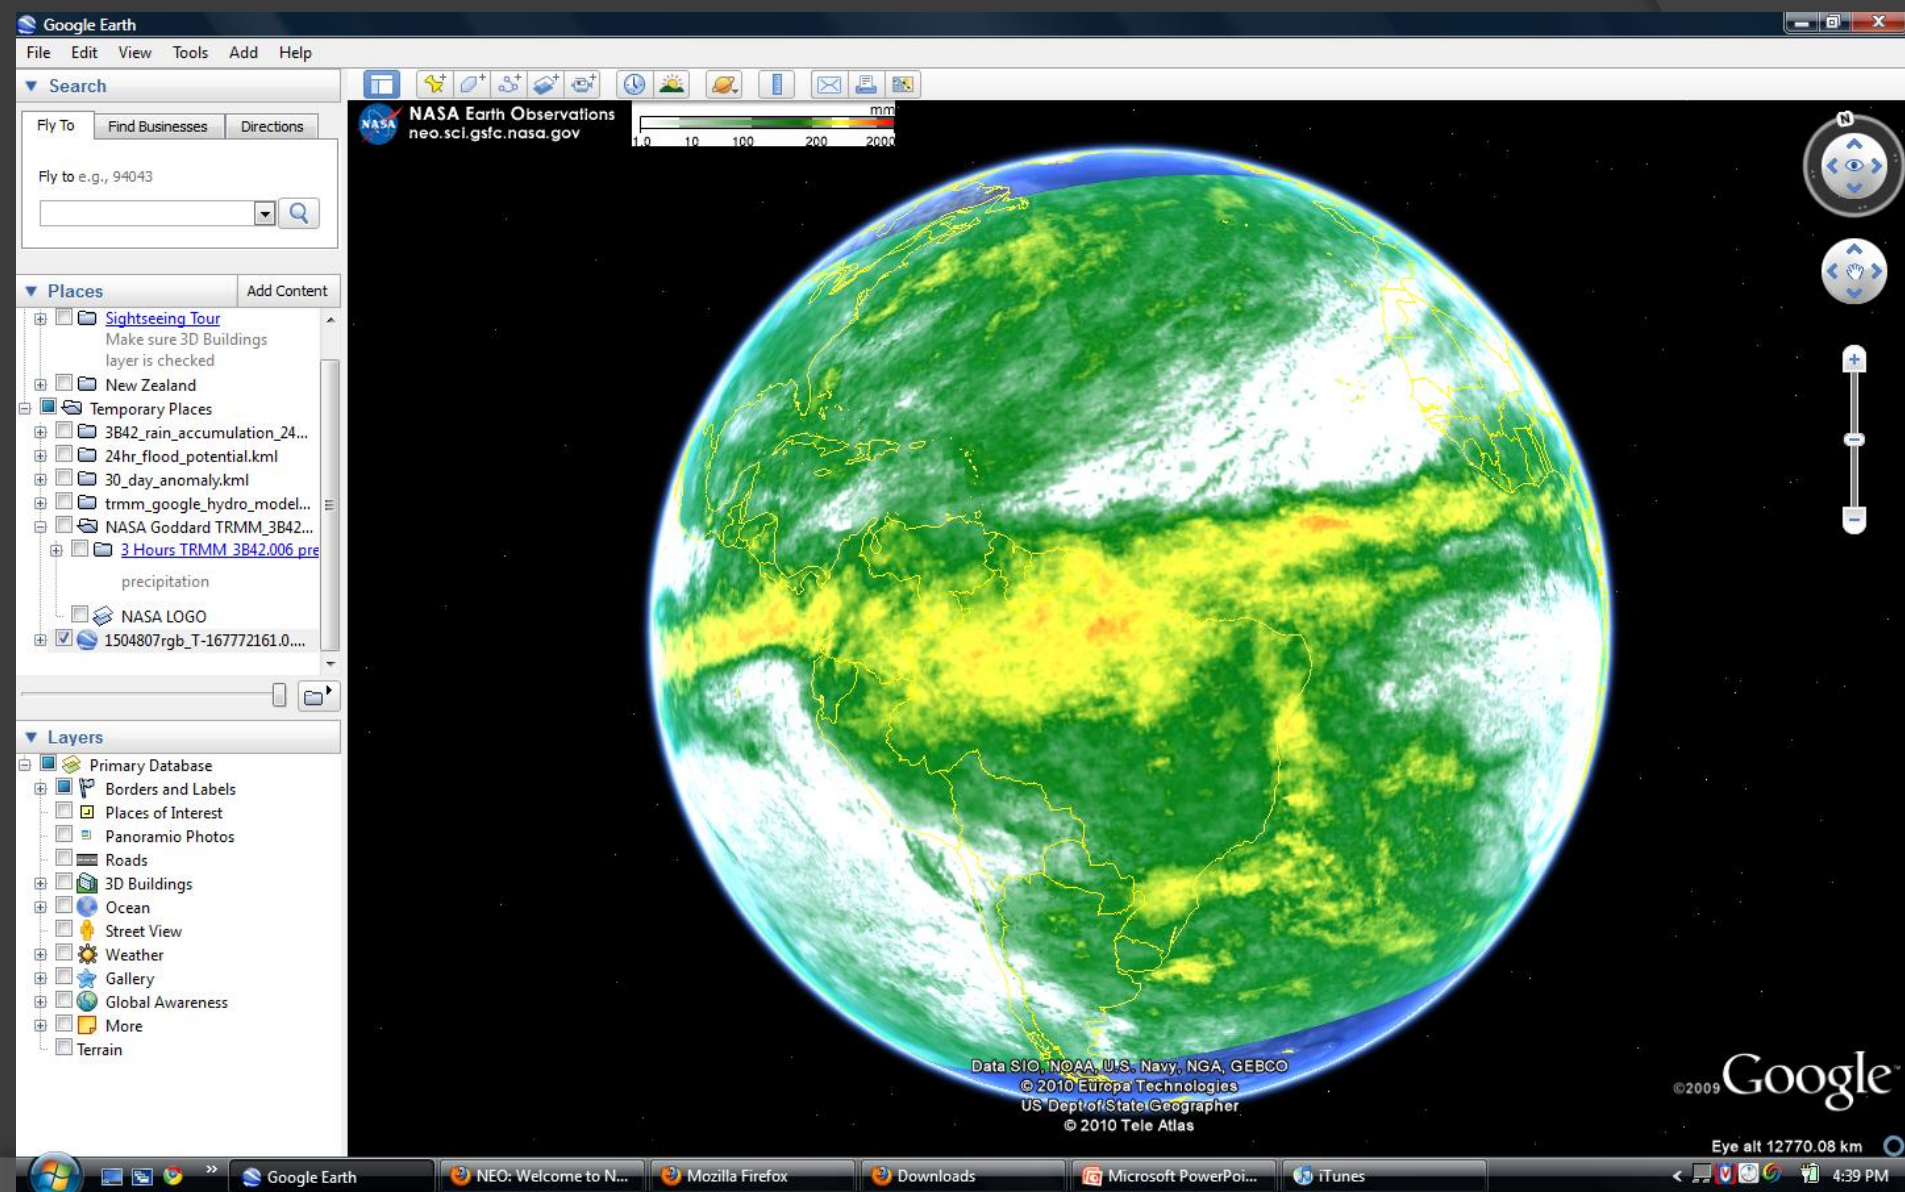 Google Earth
File Edit View Tools Add Help
Search
Fly To Find Businesses Directions
Fly to e.g., 94043
Places Add Content
Sightseeing Tour
Make sure 3D Buildings
layer is checked
New Zealand
Temporary Places
3B42_rain_accumulation_24...
24hr_flood_potential.kml
30_day_anomaly.kml
trmm_google_hydro_model...
NASA Goddard TRMM_3B42...
3 Hours TRMM_3B42.006 pre
precipitation
NASA LOGO
1504807rgb_T-167772161.0....
Layers
Primary Database
Borders and Labels
Places of Interest
Panoramio Photos
Roads
3D Buildings
Ocean
Street View
Weather
Gallery
Global Awareness
More
Terrain
NASA
NASA Earth Observations
neo.sci.gsfc.nasa.gov
mm
1.0 10 100 200 2000
N
Data SIO, NOAA, U.S. Navy, NGA, GEBCO
© 2010 Europa Technologies
US Dept of State Geographer
© 2010 Tele Atlas
©2009 Google™
Eye alt 12770.08 km
» Google Earth NEO: Welcome to N... Mozilla Firefox Downloads Microsoft PowerPoi... iTunes < 4:39 PM